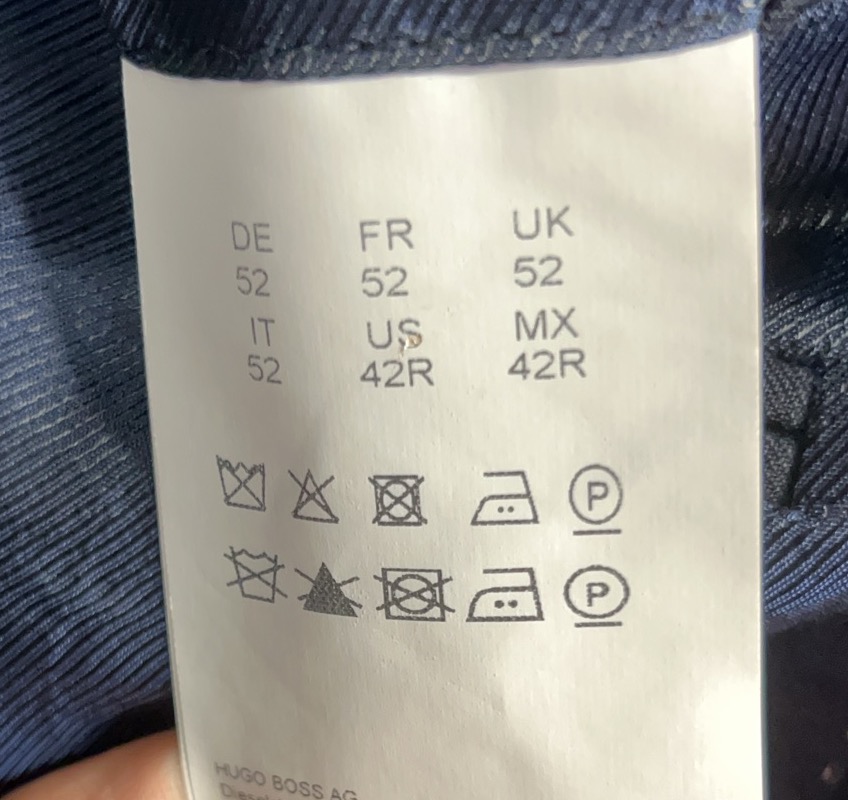 DE FR UK
52 52 52
IT US MX
52 42R 42R
P
P
HUGO BOSS AG